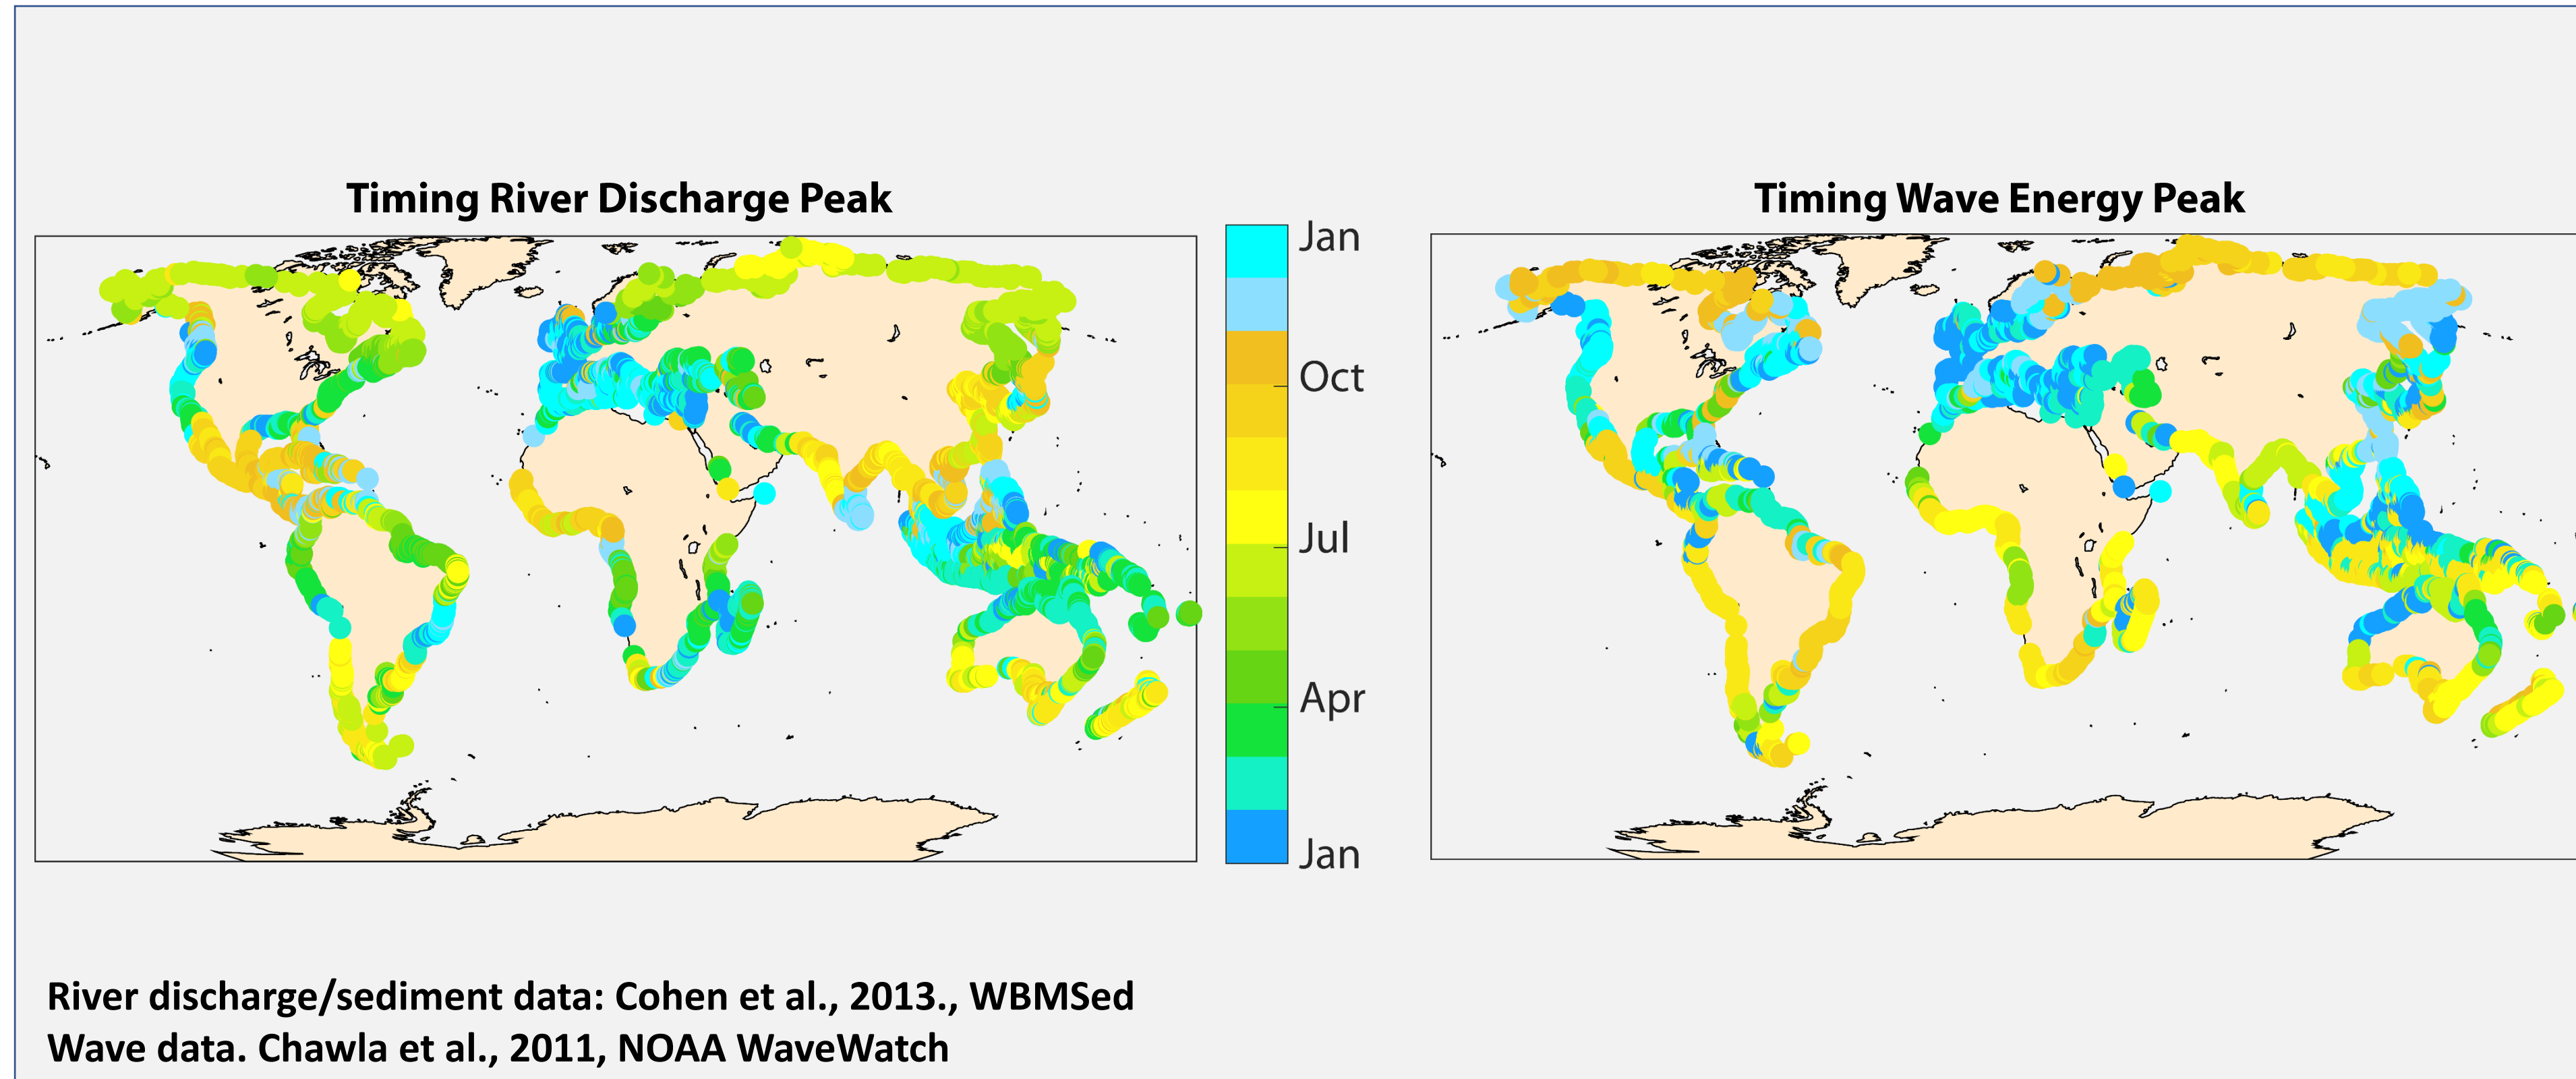 Timing River Discharge Peak
Timing Wave Energy Peak
Jan
Oct
Jul
Apr
Jan
River discharge/sediment data: Cohen et al., 2013., WBMSed
Wave data. Chawla et al., 2011, NOAA WaveWatch